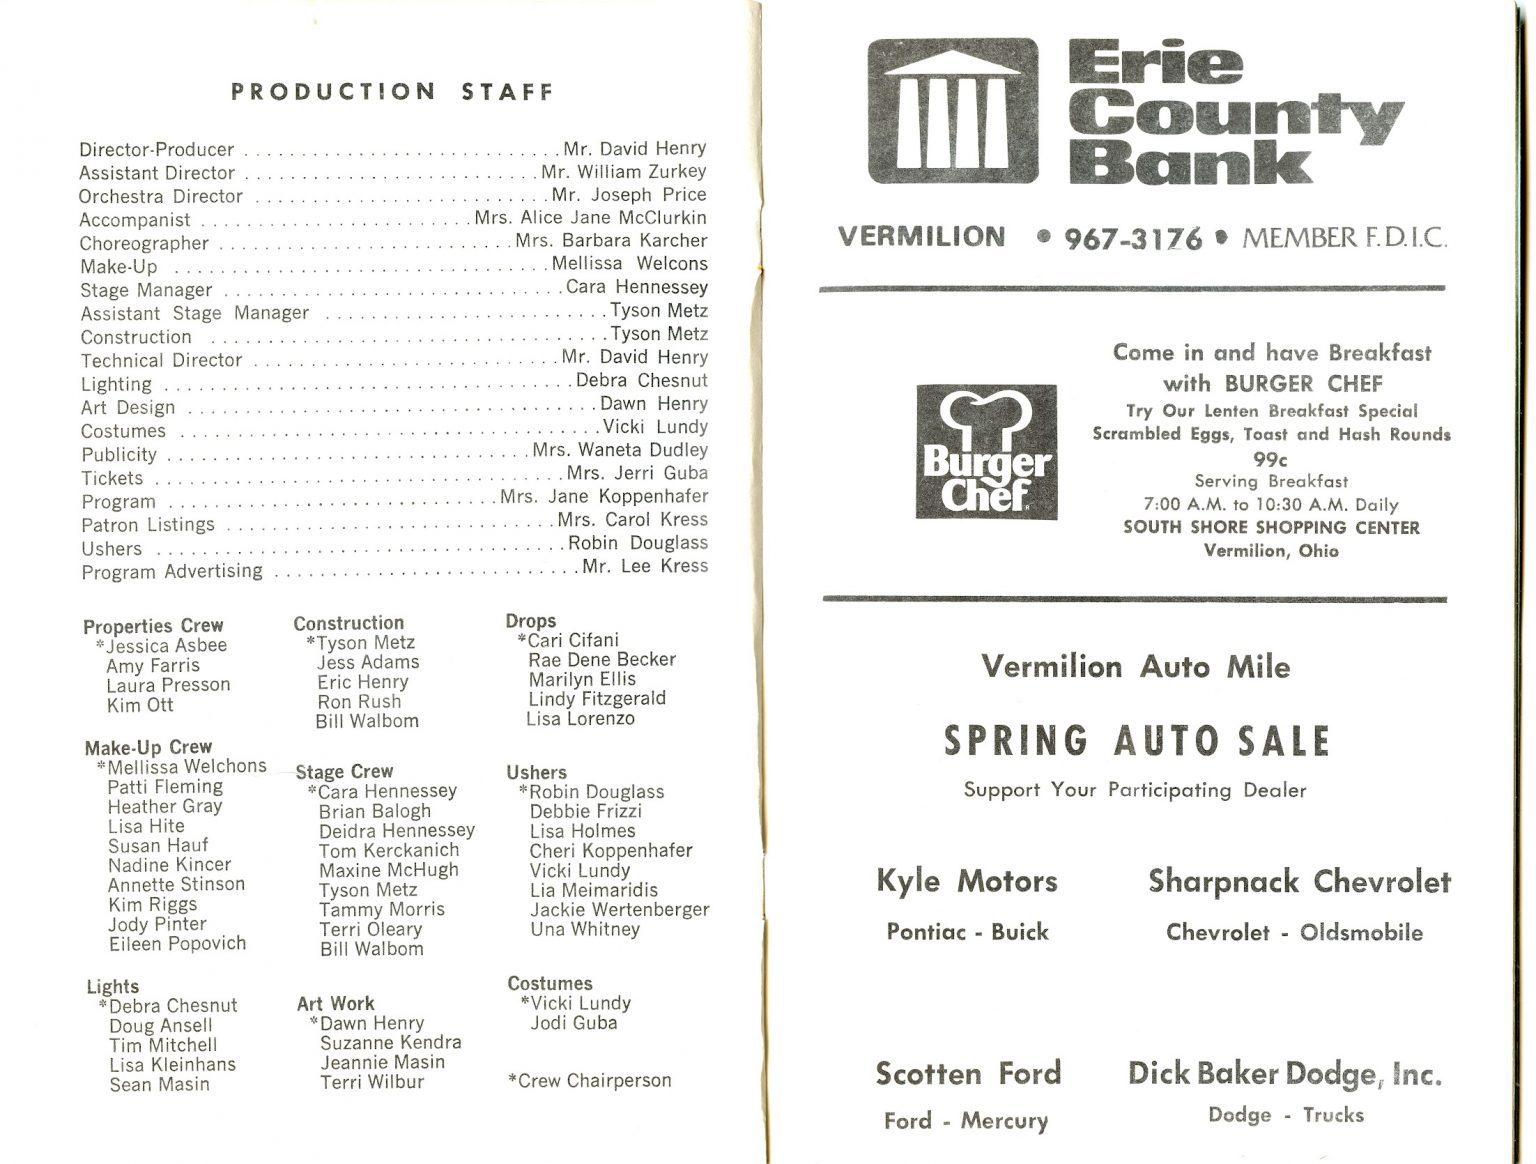 PRODUCTION STAFF
Director-Producer . . . . . . . . . . . . . . . . . . . . . . . . . . . . Mr. David Henry
Assistant Director . . . . . . . . . . . . . . . . . . . . . . . . . . Mr. William Zurkey
Orchestra Director . . . . . . . . . . . . . . . . . . . . . . . . . . Mr. Joseph Price
Accompanist . . . . . . . . . . . . . . . . . . . . . . . . Mrs. Alice Jane McClurkin
Choreographer . . . . . . . . . . . . . . . . . . . . . . . . . . Mrs. Barbara Karcher
Make-Up . . . . . . . . . . . . . . . . . . . . . . . . . . . . . . . . . Mellissa Welcons
Stage Manager . . . . . . . . . . . . . . . . . . . . . . . . . . . . . . Cara Hennessey
Assistant Stage Manager . . . . . . . . . . . . . . . . . . . . . . . . . Tyson Metz
Construction . . . . . . . . . . . . . . . . . . . . . . . . . . . . . . . . . . . Tyson Metz
Technical Director . . . . . . . . . . . . . . . . . . . . . . . . . . . Mr. David Henry
Lighting . . . . . . . . . . . . . . . . . . . . . . . . . . . . . . . . . . . . Debra Chesnut
Art Design . . . . . . . . . . . . . . . . . . . . . . . . . . . . . . . . . . . . Dawn Henry
Costumes . . . . . . . . . . . . . . . . . . . . . . . . . . . . . . . . . . . . . Vicki Lundy
Publicity . . . . . . . . . . . . . . . . . . . . . . . . . . . . . . . . Mrs. Waneta Dudley
Tickets . . . . . . . . . . . . . . . . . . . . . . . . . . . . . . . . . . . . Mrs. Jerri Guba
Program . . . . . . . . . . . . . . . . . . . . . . . . . . . . . Mrs. Jane Koppenhafer
Patron Listings . . . . . . . . . . . . . . . . . . . . . . . . . . . . . Mrs. Carol Kress
Ushers . . . . . . . . . . . . . . . . . . . . . . . . . . . . . . . . . . . . Robin Douglass
Program Advertising . . . . . . . . . . . . . . . . . . . . . . . . . . . Mr. Lee Kress
Properties Crew
*Jessica Asbee
Amy Farris
Laura Presson
Kim Ott
Make-Up Crew
*Mellissa Welchons
Patti Fleming
Heather Gray
Lisa Hite
Susan Hauf
Nadine Kincer
Annette Stinson
Kim Riggs
Jody Pinter
Eileen Popovich
Lights
*Debra Chesnut
Doug Ansell
Tim Mitchell
Lisa Kleinhans
Sean Masin
Construction
*Tyson Metz
Jess Adams
Eric Henry
Ron Rush
Bill Walbom
Stage Crew
*Cara Hennessey
Brian Balogh
Deidra Hennessey
Tom Kerckanich
Maxine McHugh
Tyson Metz
Tammy Morris
Terri Oleary
Bill Walbom
Art Work
*Dawn Henry
Suzanne Kendra
Jeannie Masin
Terri Wilbur
Drops
*Cari Cifani
Rae Dene Becker
Marilyn Ellis
Lindy Fitzgerald
Lisa Lorenzo
Ushers
*Robin Douglass
Debbie Frizzi
Lisa Holmes
Cheri Koppenhafer
Vicki Lundy
Lia Meimaridis
Jackie Wertenberger
Una Whitney
Costumes
*Vicki Lundy
Jodi Guba
*Crew Chairperson
Erie
County
Bank
VERMILION • 967-3176 • MEMBER F.D.I.C.
Burger
Chef
Come in and have Breakfast
with BURGER CHEF
Try Our Lenten Breakfast Special
Scrambled Eggs, Toast and Hash Rounds
99c
Serving Breakfast
7:00 A.M. to 10:30 A.M. Daily
SOUTH SHORE SHOPPING CENTER
Vermilion, Ohio
Vermilion Auto Mile
SPRING AUTO SALE
Support Your Participating Dealer
Kyle Motors
Pontiac - Buick
Sharpnack Chevrolet
Chevrolet - Oldsmobile
Scotten Ford
Ford - Mercury
Dick Baker Dodge, Inc.
Dodge - Trucks